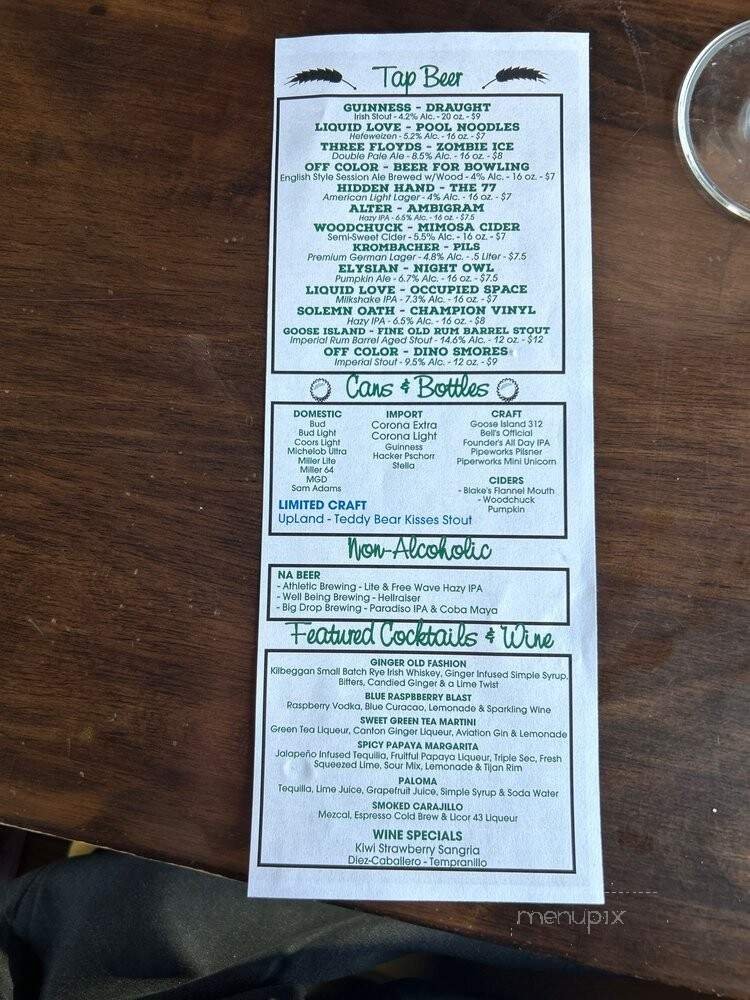 Tap Beer
GUINNESS - DRAUGHT
Irish Stout - 4.2% Alc. - 20 oz. - $9
LIQUID LOVE - POOL NOODLES
Hefeweizen - 5.2% Alc. - 16 oz. - $7
THREE FLOYDS - ZOMBIE ICE
Double Pale Ale - 8.5% Alc. - 16 oz. - $8
OFF COLOR - BEER FOR BOWLING
English Style Session Ale Brewed w/Wood - 4% Alc. - 16 oz. - $7
HIDDEN HAND - THE 77
American Light Lager - 4% Alc. - 16 oz. - $7
ALTER - AMBIGRAM
Hazy IPA - 6.5% Alc. - 16 oz. - $7.5
WOODCHUCK - MIMOSA CIDER
Semi-Sweet Cider - 5.5% Alc. - 16 oz. - $7
KROMBACHER - PILS
Premium German Lager - 4.8% Alc. - .5 Liter - $7.5
ELYSIAN - NIGHT OWL
Pumpkin Ale - 6.7% Alc. - 16 oz. - $7.5
LIQUID LOVE - OCCUPIED SPACE
Milkshake IPA - 7.3% Alc. - 16 oz. - $7
SOLEMN OATH - CHAMPION VINYL
Hazy IPA - 6.5% Alc. - 16 oz. - $8
GOOSE ISLAND - FINE OLD RUM BARREL STOUT
Imperial Rum Barrel Aged Stout - 14.6% Alc. - 12 oz. - $12
OFF COLOR - DINO SMORES
Imperial Stout - 9.5% Alc. - 12 oz. - $9
Cans & Bottles
DOMESTIC
Bud
Bud Light
Coors Light
Michelob Ultra
Miller Lite
Miller 64
MGD
Sam Adams
IMPORT
Corona Extra
Corona Light
Guinness
Hacker Pschorr
Stella
CRAFT
Goose Island 312
Bell's Official
Founder's All Day IPA
Pipeworks Pilsner
Piperworks Mini Unicorn
CIDERS
- Blake's Flannel Mouth
- Woodchuck
Pumpkin
LIMITED CRAFT
UpLand - Teddy Bear Kisses Stout
Non-Alcoholic
NA BEER
- Athletic Brewing - Lite & Free Wave Hazy IPA
- Well Being Brewing - Hellraiser
- Big Drop Brewing - Paradiso IPA & Coba Maya
Featured Cocktails & Wine
GINGER OLD FASHION
Kilbeggan Small Batch Rye Irish Whiskey, Ginger Infused Simple Syrup,
Bitters, Candied Ginger & a Lime Twist
BLUE RASPBBERRY BLAST
Raspberry Vodka, Blue Curacao, Lemonade & Sparkling Wine
SWEET GREEN TEA MARTINI
Green Tea Liqueur, Canton Ginger Liqueur, Aviation Gin & Lemonade
SPICY PAPAYA MARGARITA
Jalapeño Infused Tequilla, Fruitful Papaya Liqueur, Triple Sec, Fresh
Squeezed Lime, Sour Mix, Lemonade & Tijan Rim
PALOMA
Tequilla, Lime Juice, Grapefruit Juice, Simple Syrup & Soda Water
SMOKED CARAJILLO
Mezcal, Espresso Cold Brew & Licor 43 Liqueur
WINE SPECIALS
Kiwi Strawberry Sangria
Diez-Caballero - Tempranillo
menupix